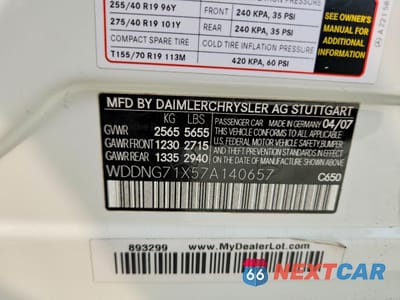 255/40 R19 96Y FRONT 240 KPA, 35 PSI
275/40 R19 101Y REAR 240 KPA, 35 PSI
COMPACT SPARE TIRE COLD TIRE INFLATION PRESSURE
T155/70 R19 113M 420 KPA, 60 PSI
SEE OWNER'S
MANUAL FOR
ADDITIONAL
INFORMATION
MFD BY DAIMLERCHRYSLER AG STUTTGART
KG LBS PASSENGER CAR MADE IN GERMANY 04/07
GVWR 2565 5655
GAWR FRONT 1230 2715
GAWR REAR 1335 2940
THIS VEHICLE CONFORMS TO ALL APPLICABLE
U.S. FEDERAL MOTOR VEHICLE SAFETY, BUMPER
AND THEFT PREVENTION STANDARDS
IN EFFECT ON THE DATE OF
MANUFACTURE SHOWN ABOVE.
WDDNG71X57A140657
C650
893299 www.MyDealerLot.com
66 NEXTCAR